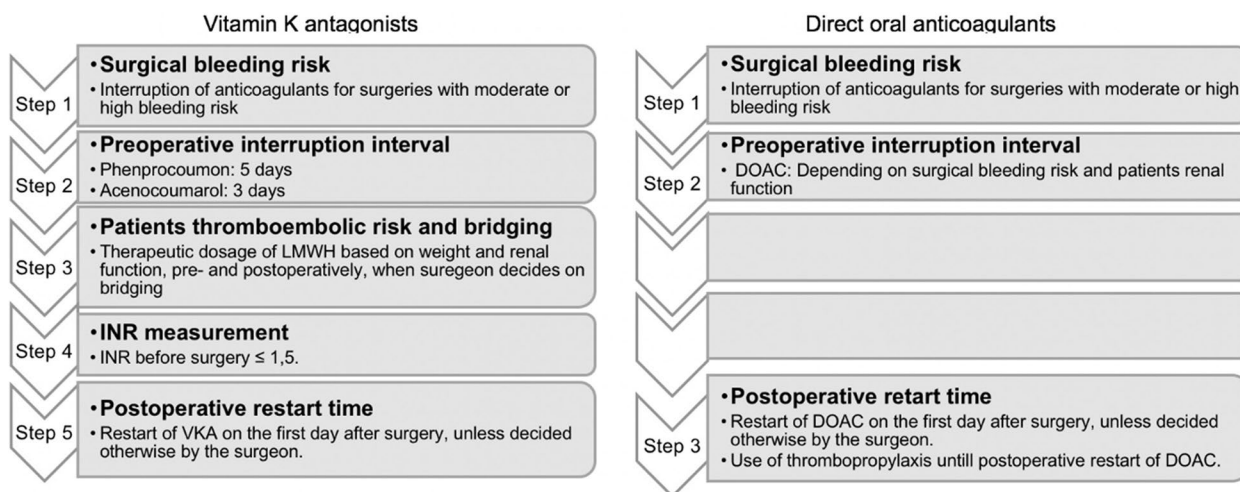 Vitamin K antagonists
Step 1
•Surgical bleeding risk
• Interruption of anticoagulants for surgeries with moderate or
high bleeding risk
Step 2
•Preoperative interruption interval
• Phenprocoumon: 5 days
• Acenocoumarol: 3 days
Step 3
•Patients thromboembolic risk and bridging
• Therapeutic dosage of LMWH based on weight and renal
function, pre- and postoperatively, when suregeon decides on
bridging
Step 4
•INR measurement
• INR before surgery ≤ 1,5.
Step 5
•Postoperative restart time
• Restart of VKA on the first day after surgery, unless decided
otherwise by the surgeon.
Direct oral anticoagulants
Step 1
•Surgical bleeding risk
• Interruption of anticoagulants for surgeries with moderate or high
bleeding risk
Step 2
•Preoperative interruption interval
• DOAC: Depending on surgical bleeding risk and patients renal
function
Step 3
•Postoperative retart time
• Restart of DOAC on the first day after surgery, unless decided
otherwise by the surgeon.
• Use of thrombopropylaxis untill postoperative restart of DOAC.